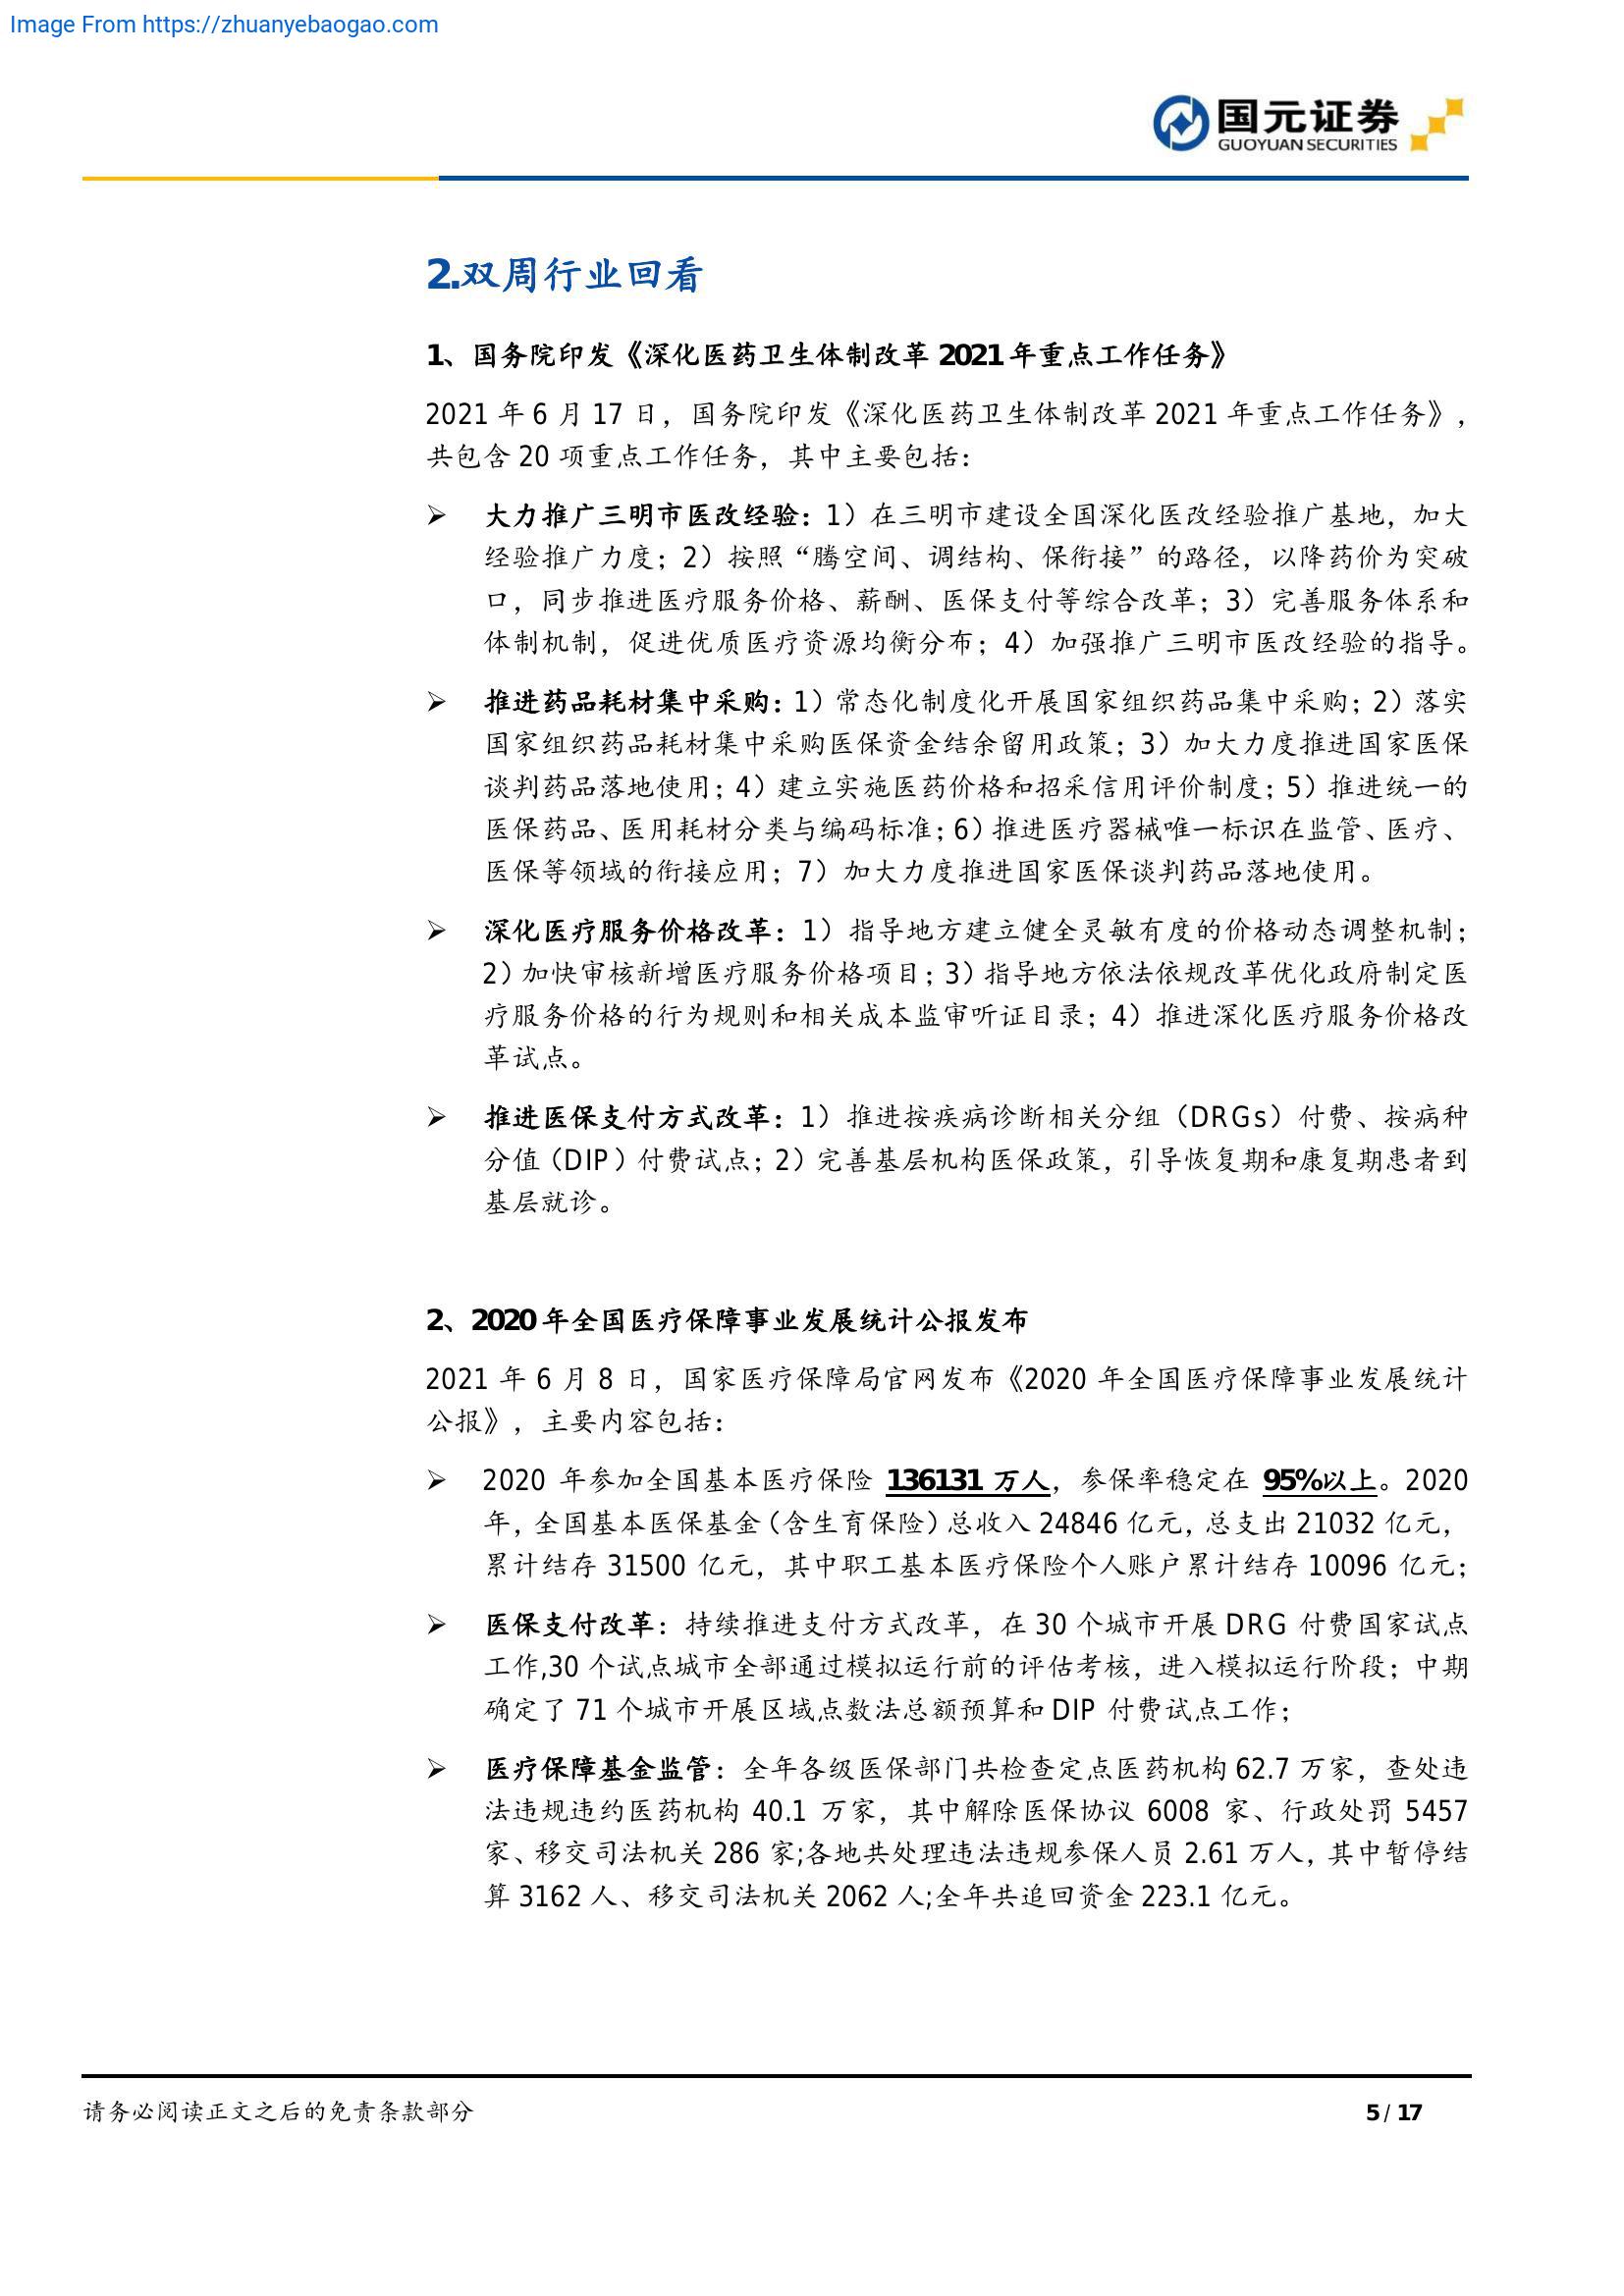 Image From https://zhuanyebaogao.com
国元证券
GUOYUAN SECURITIES
2.双周行业回看
1、国务院印发《深化医药卫生体制改革 2021 年重点工作任务》
2021 年 6 月 17 日，国务院印发《深化医药卫生体制改革 2021 年重点工作任务》，
共包含 20 项重点工作任务，其中主要包括：
➢ 大力推广三明市医改经验：1）在三明市建设全国深化医改经验推广基地，加大
经验推广力度；2）按照“腾空间、调结构、保衔接”的路径，以降药价为突破
口，同步推进医疗服务价格、薪酬、医保支付等综合改革；3）完善服务体系和
体制机制，促进优质医疗资源均衡分布；4）加强推广三明市医改经验的指导。
➢ 推进药品耗材集中采购：1）常态化制度化开展国家组织药品集中采购；2）落实
国家组织药品耗材集中采购医保资金结余留用政策；3）加大力度推进国家医保
谈判药品落地使用；4）建立实施医药价格和招采信用评价制度；5）推进统一的
医保药品、医用耗材分类与编码标准；6）推进医疗器械唯一标识在监管、医疗、
医保等领域的衔接应用；7）加大力度推进国家医保谈判药品落地使用。
➢ 深化医疗服务价格改革：1）指导地方建立健全灵敏有度的价格动态调整机制；
2）加快审核新增医疗服务价格项目；3）指导地方依法依规改革优化政府制定医
疗服务价格的行为规则和相关成本监审听证目录；4）推进深化医疗服务价格改
革试点。
➢ 推进医保支付方式改革：1）推进按疾病诊断相关分组（DRGs）付费、按病种
分值（DIP）付费试点；2）完善基层机构医保政策，引导恢复期和康复期患者到
基层就诊。
2、2020 年全国医疗保障事业发展统计公报发布
2021 年 6 月 8 日，国家医疗保障局官网发布《2020 年全国医疗保障事业发展统计
公报》，主要内容包括：
➢ 2020 年参加全国基本医疗保险 136131 万人，参保率稳定在 95%以上。2020
年，全国基本医保基金（含生育保险）总收入 24846 亿元，总支出 21032 亿元，
累计结存 31500 亿元，其中职工基本医疗保险个人账户累计结存 10096 亿元；
➢ 医保支付改革：持续推进支付方式改革，在 30 个城市开展 DRG 付费国家试点
工作,30 个试点城市全部通过模拟运行前的评估考核，进入模拟运行阶段；中期
确定了 71 个城市开展区域点数法总额预算和 DIP 付费试点工作；
➢ 医疗保障基金监管：全年各级医保部门共检查定点医药机构 62.7 万家，查处违
法违规违约医药机构 40.1 万家，其中解除医保协议 6008 家、行政处罚 5457
家、移交司法机关 286 家;各地共处理违法违规参保人员 2.61 万人，其中暂停结
算 3162 人、移交司法机关 2062 人;全年共追回资金 223.1 亿元。
请务必阅读正文之后的免责条款部分
5 / 17